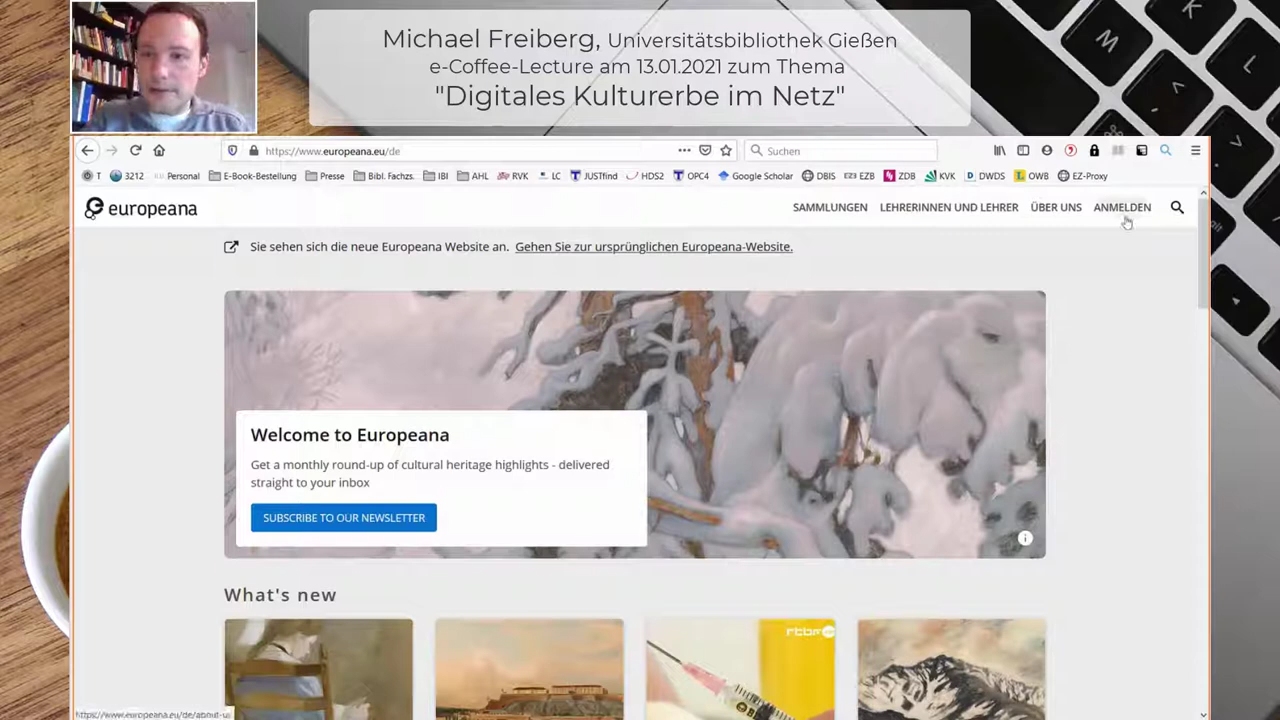 Michael Freiberg, Universitätsbibliothek Gießen
e-Coffee-Lecture am 13.01.2021 zum Thema
"Digitales Kulturerbe im Netz"
https://www.europeana.eu/de
Suchen
T 3212 Personal E-Book-Bestellung Presse Bibl. Fachz. IBI AHL RVK LC JUSTfind HDS2 OPC4 Google Scholar DBIS EZB ZDB KVK DWDS OWB EZ-Proxy
europeana SAMMLUNGEN LEHRERINNEN UND LEHRER ÜBER UNS ANMELDEN
Sie sehen sich die neue Europeana Website an. Gehen Sie zur ursprünglichen Europeana-Website.
Welcome to Europeana
Get a monthly round-up of cultural heritage highlights - delivered
straight to your inbox
SUBSCRIBE TO OUR NEWSLETTER
What's new
rtbf
https://www.europeana.eu/de/about-us
M
K
L